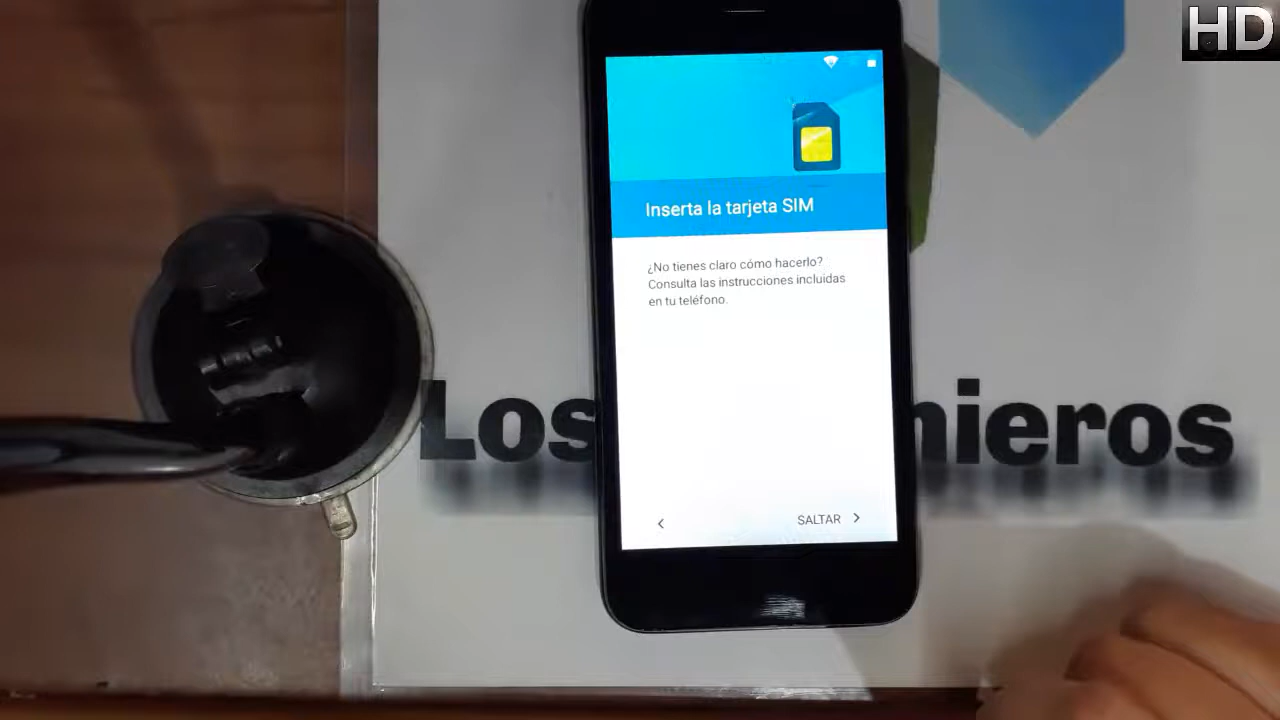 HD
Inserta la tarjeta SIM
¿No tienes claro cómo hacerlo?
Consulta las instrucciones incluidas
en tu teléfono.
Los nieros
SALTAR